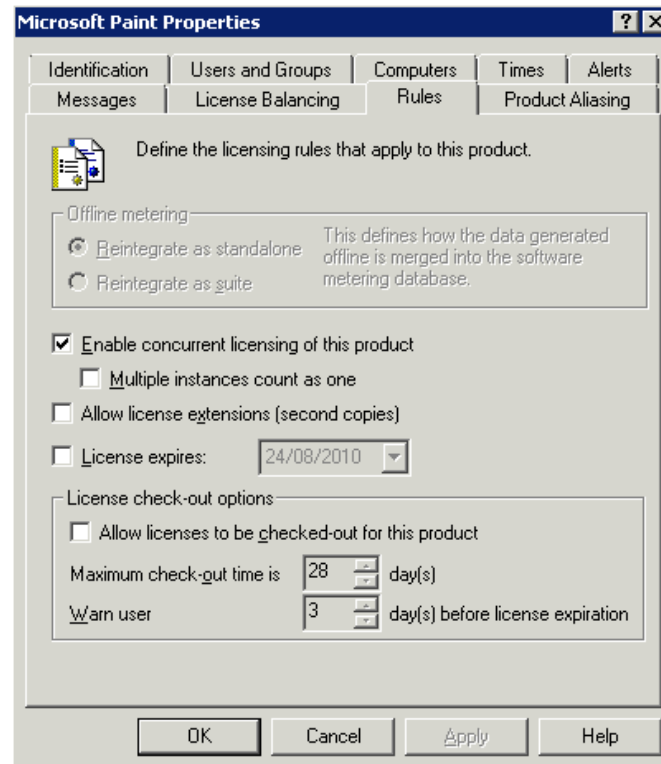 Microsoft Paint Properties
Identification Users and Groups Computers Times Alerts
Messages License Balancing Rules Product Aliasing
Define the licensing rules that apply to this product.
Offline metering
Reintegrate as standalone
Reintegrate as suite
This defines how the data generated
offline is merged into the software
metering database.
Enable concurrent licensing of this product
Multiple instances count as one
Allow license extensions (second copies)
License expires: 24/08/2010
License check-out options
Allow licenses to be checked-out for this product
Maximum check-out time is 28 day(s)
Warn user 3 day(s) before license expiration
OK Cancel Apply Help